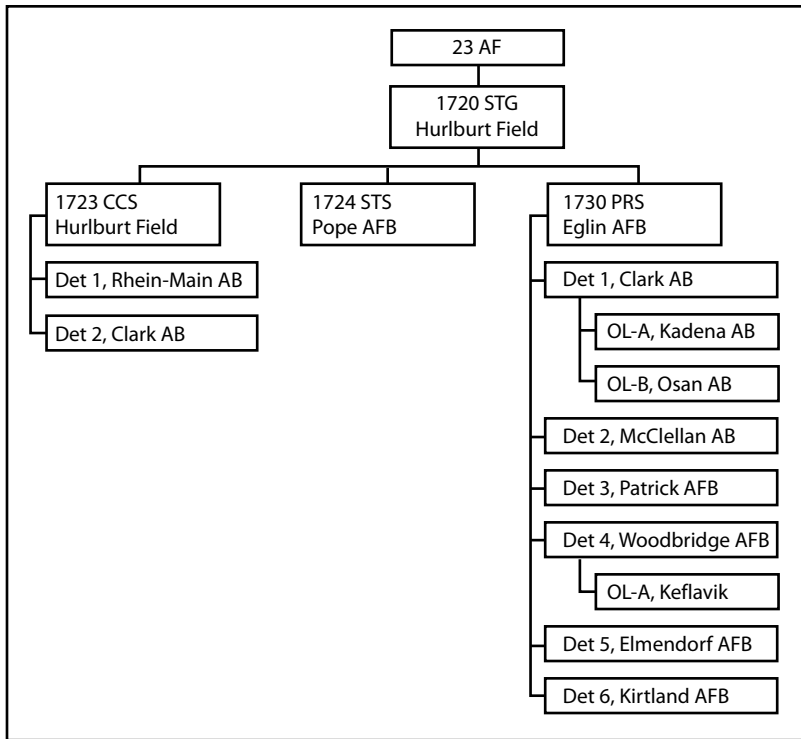 23 AF
1720 STG
Hurlburt Field
1723 CCS
Hurlburt Field
Det 1, Rhein-Main AB
Det 2, Clark AB
1724 STS
Pope AFB
1730 PRS
Eglin AFB
Det 1, Clark AB
OL-A, Kadena AB
OL-B, Osan AB
Det 2, McClellan AB
Det 3, Patrick AFB
Det 4, Woodbridge AFB
OL-A, Keflavik
Det 5, Elmendorf AFB
Det 6, Kirtland AFB